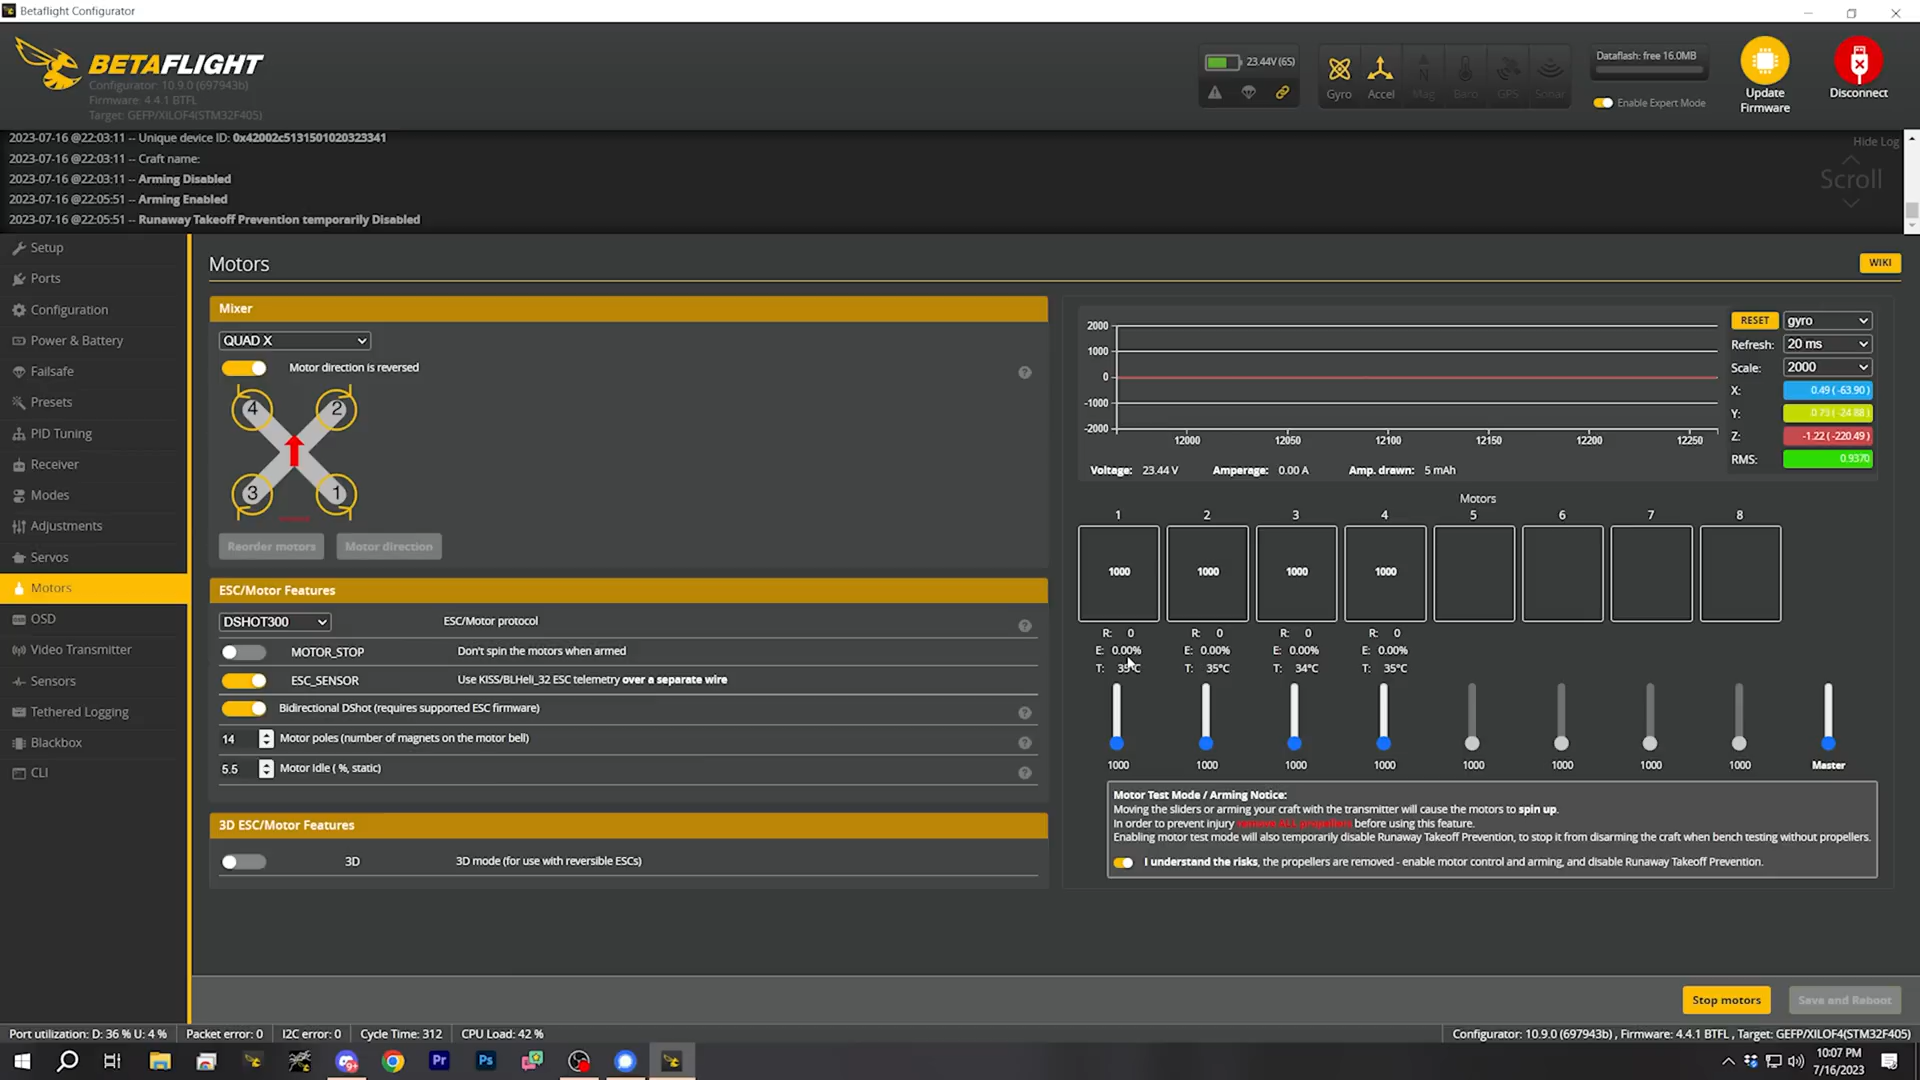 Betaflight Configurator
BETAFLIGHT
Configurator: 10.9.0 (697943b)
Firmware: 4.4.1 BTFL
Target: GEFP/XILOF4(STM32F405)
23.44V (6S)
Gyro
Accel
Mag
Baro
GPS
Sonar
Dataflash: free 16.0MB
Enable Expert Mode
Update
Firmware
Disconnect
2023-07-16 @22:03:11 -- Unique device ID: 0x42002c5131501020323341
2023-07-16 @22:03:11 -- Craft name:
2023-07-16 @22:03:11 -- Arming Disabled
2023-07-16 @22:05:51 -- Arming Enabled
2023-07-16 @22:05:51 -- Runaway Takeoff Prevention temporarily Disabled
Hide Log
Scroll
Setup
Ports
Configuration
Power & Battery
Failsafe
Presets
PID Tuning
Receiver
Modes
Adjustments
Servos
Motors
OSD
Video Transmitter
Sensors
Tethered Logging
Blackbox
CLI
Motors
WIKI
Mixer
QUAD X
Motor direction is reversed
4 2
3 1
Reorder motors
Motor direction
ESC/Motor Features
DSHOT300 ESC/Motor protocol
MOTOR_STOP Don't spin the motors when armed
ESC_SENSOR Use KISS/BLHeli_32 ESC telemetry over a separate wire
Bidirectional DShot (requires supported ESC firmware)
14 Motor poles (number of magnets on the motor bell)
5.5 Motor Idle ( %, static)
3D ESC/Motor Features
3D 3D mode (for use with reversible ESCs)
2000
1000
0
-1000
-2000
12000 12050 12100 12150 12200 12250
RESET gyro
Refresh: 20 ms
Scale: 2000
X: 0.49 ( -63.90 )
Y: 0.73 ( -24.88 )
Z: -1.22 ( -220.49 )
RMS: 0.9370
Voltage: 23.44 V Amperage: 0.00 A Amp. drawn: 5 mAh
Motors
1 2 3 4 5 6 7 8
1000 1000 1000 1000
R: 0 R: 0 R: 0 R: 0
E: 0.00% E: 0.00% E: 0.00% E: 0.00%
T: 35°C T: 35°C T: 34°C T: 35°C
1000 1000 1000 1000 1000 1000 1000 1000 Master
Motor Test Mode / Arming Notice:
Moving the sliders or arming your craft with the transmitter will cause the motors to spin up.
In order to prevent injury remove ALL propellers before using this feature.
Enabling motor test mode will also temporarily disable Runaway Takeoff Prevention, to stop it from disarming the craft when bench testing without propellers.
I understand the risks, the propellers are removed - enable motor control and arming, and disable Runaway Takeoff Prevention.
Stop motors
Save and Reboot
Port utilization: D: 36 % U: 4 % Packet error: 0 I2C error: 0 Cycle Time: 312 CPU Load: 42 %
Configurator: 10.9.0 (697943b) , Firmware: 4.4.1 BTFL , Target: GEFP/XILOF4(STM32F405)
Pr
Ps
10:07 PM
7/16/2023